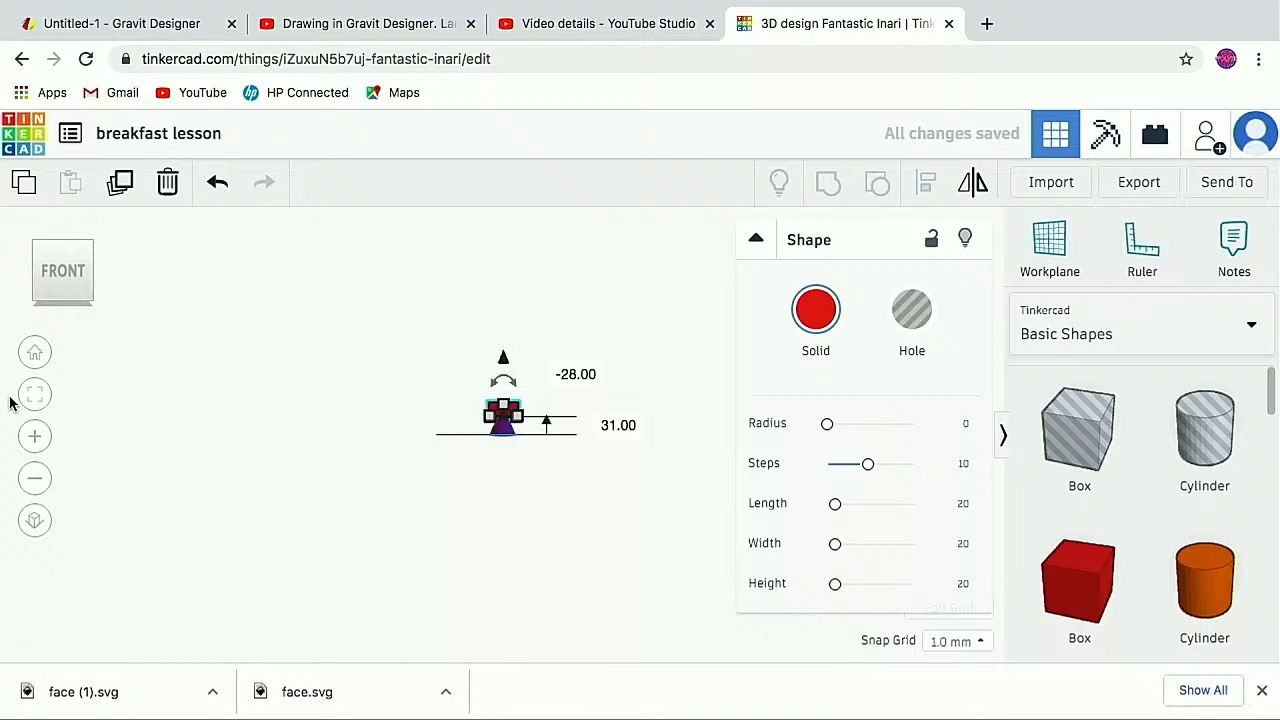 Untitled-1 - Gravit Designer
Drawing in Gravit Designer. La
Video details - YouTube Studio
3D design Fantastic Inari | Tink
tinkercad.com/things/iZuxuN5b7uj-fantastic-inari/edit
Apps
Gmail
YouTube
HP Connected
Maps
TIN
KER
CAD
breakfast lesson
All changes saved
Import
Export
Send To
FRONT
-28.00
31.00
Shape
Solid
Hole
Radius 0
Steps 10
Length 20
Width 20
Height 20
Edit Grid
Snap Grid 1.0 mm
Workplane
Ruler
Notes
Tinkercad
Basic Shapes
Box
Cylinder
Box
Cylinder
face (1).svg
face.svg
Show All